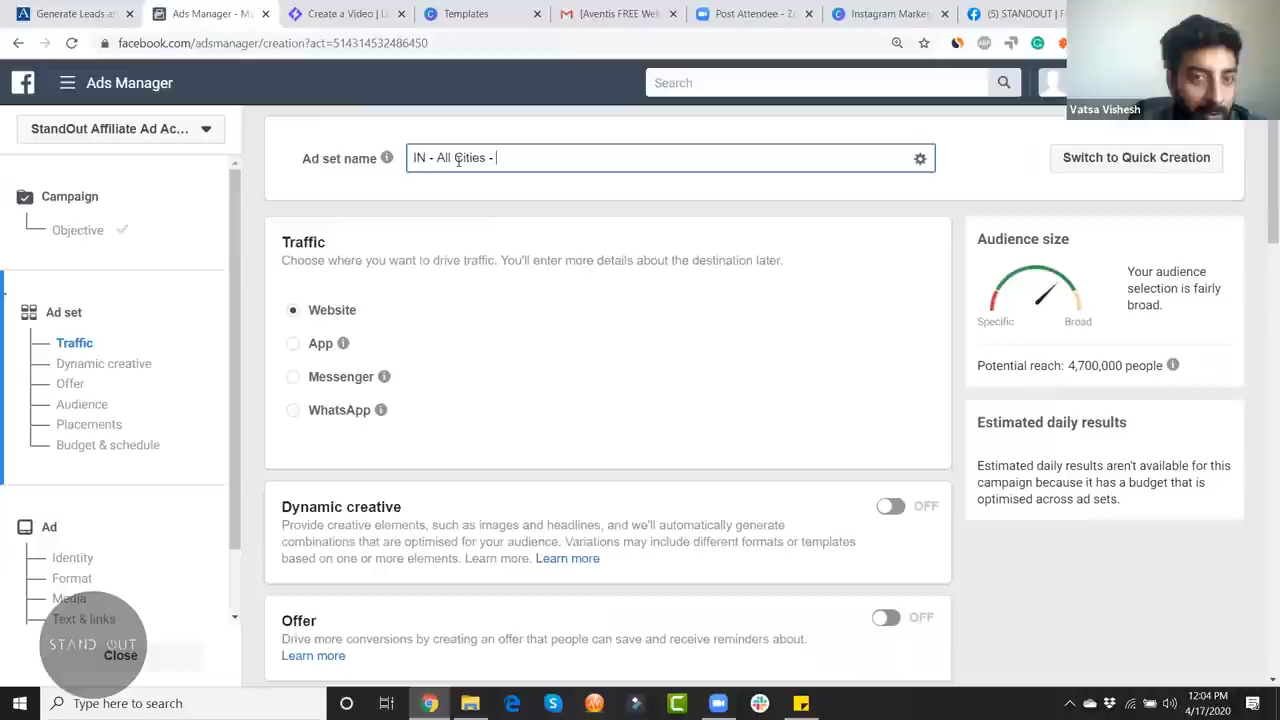 Create a Video | Le
Templates
M [Aventis FREE Wel
Post Attendee - Z
Instagram Marke
(5) STANDOUT | F
Generate Leads an
Ads Manager - M
facebook.com/adsmanager/creation?act=514314532486450
ABP
Ads Manager
Search
Vatsa Vishesh
StandOut Affiliate Ad Ac...
Ad set name
IN - All Cities -
Switch to Quick Creation
Campaign
Objective
Ad set
Traffic
Dynamic creative
Offer
Audience
Placements
Budget & schedule
Ad
Identity
Format
Media
Text & links
STAND OUT
Close
Traffic
Choose where you want to drive traffic. You'll enter more details about the destination later.
Website
App
Messenger
WhatsApp
Dynamic creative
OFF
Provide creative elements, such as images and headlines, and we'll automatically generate
combinations that are optimised for your audience. Variations may include different formats or templates
based on one or more elements. Learn more. Learn more
Offer
OFF
Drive more conversions by creating an offer that people can save and receive reminders about.
Learn more
Audience size
Your audience
selection is fairly
broad.
Specific
Broad
Potential reach: 4,700,000 people
Estimated daily results
Estimated daily results aren't available for this
campaign because it has a budget that is
optimised across ad sets.
Type here to search
12:04 PM
4/17/2020